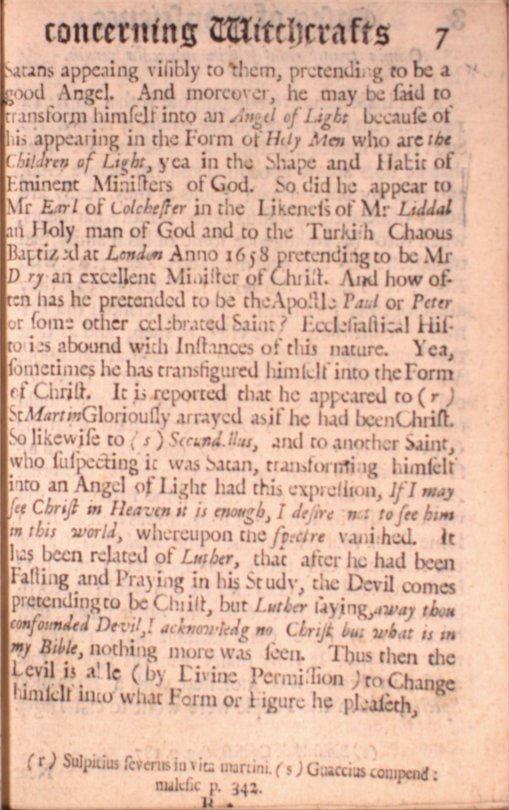 concerning Witchcrafts 7
Satans appeaing viſibly to them, pretending to be a
good Angel. And moreover, he may be ſaid to
transform himſelf into an Angel of Light becauſe of
his appearing in the Form of Holy Men who are the
Children of Light, yea in the Shape and Habit of
Eminent Miniſters of God. So did he appear to
Mr Earl of Colcheſter in the Likeneſs of Mr Liddal
an Holy man of God and to the Turkiſh Chaous
Baptized at London Anno 1658 pretending to be Mr
D ry an excellent Miniſter of Chriſt. And how of-
ten has he pretended to be the Apoſtle Paul or Peter
or ſome other celebrated Saint? Eccleſiaſtical Hiſ-
tories abound with Inſtances of this nature. Yea,
ſometimes he has transfigured himſelf into the Form
of Chriſt. It is reported that he appeared to (r)
St Martin Gloriouſly arrayed as if he had been Chriſt.
So likewiſe to (s) Secundellus, and to another Saint,
who ſuſpecting it was Satan, transforming himſelf
into an Angel of Light had this expreſſion, If I may
ſee Chriſt in Heaven it is enough, I deſire not to ſee him
in this world, whereupon the ſpectre vaniſhed. It
has been related of Luther, that after he had been
Faſting and Praying in his Study, the Devil comes
pretending to be Chriſt, but Luther ſaying, away thou
confounded Devil, I acknowledg no Chriſt but what is in
my Bible, nothing more was ſeen. Thus then the
Devil is able (by Divine Permiſſion) to Change
himſelf into what Form or Figure he pleaſeth,
(r) Sulpitius ſeverus in vita martini. (s) Guaccius compend:
malefic p. 342.